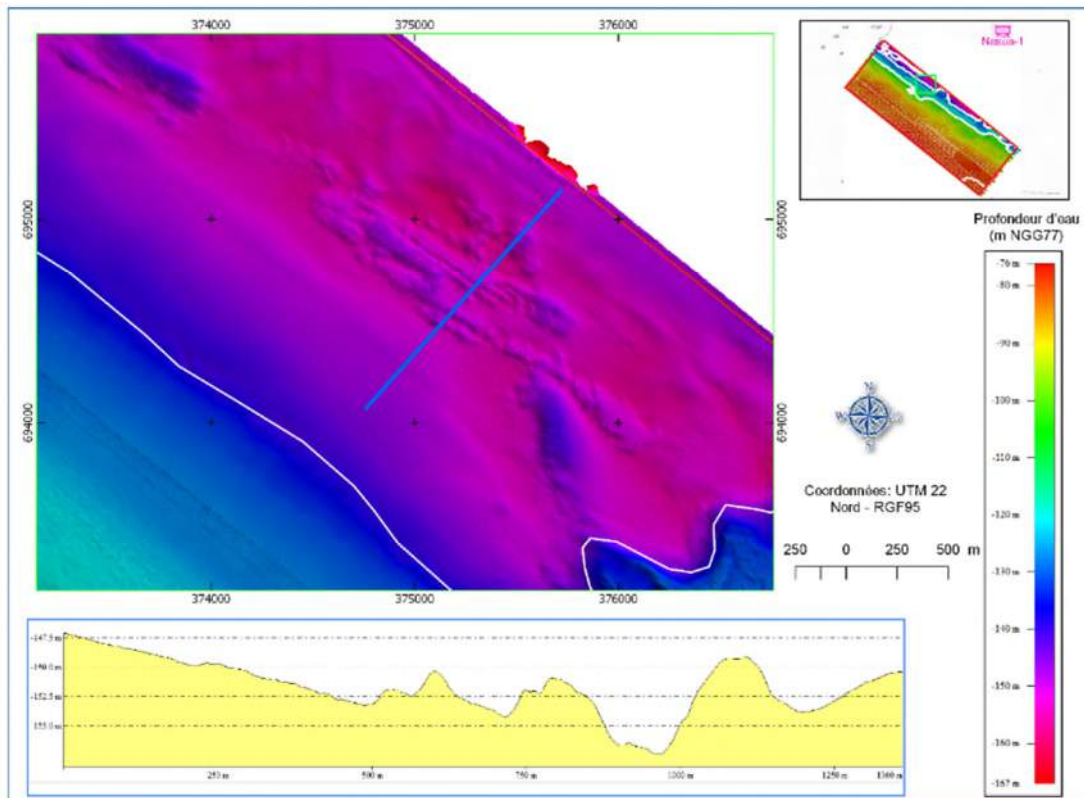 374000 375000 376000
695000 695000
694000 694000
374000 375000 376000
Profondeur d'eau
(m NGG77)
-70 m
-80 m
-90 m
-100 m
-110 m
-120 m
-130 m
-140 m
-150 m
-160 m
-167 m
N
W
S
Coordonnées: UTM 22
Nord - RGF95
250 0 250 500 m
-147.5 m
-150.0 m
-152.5 m
-155.0 m
250 m 500 m 750 m 1000 m 1250 m 1300 m